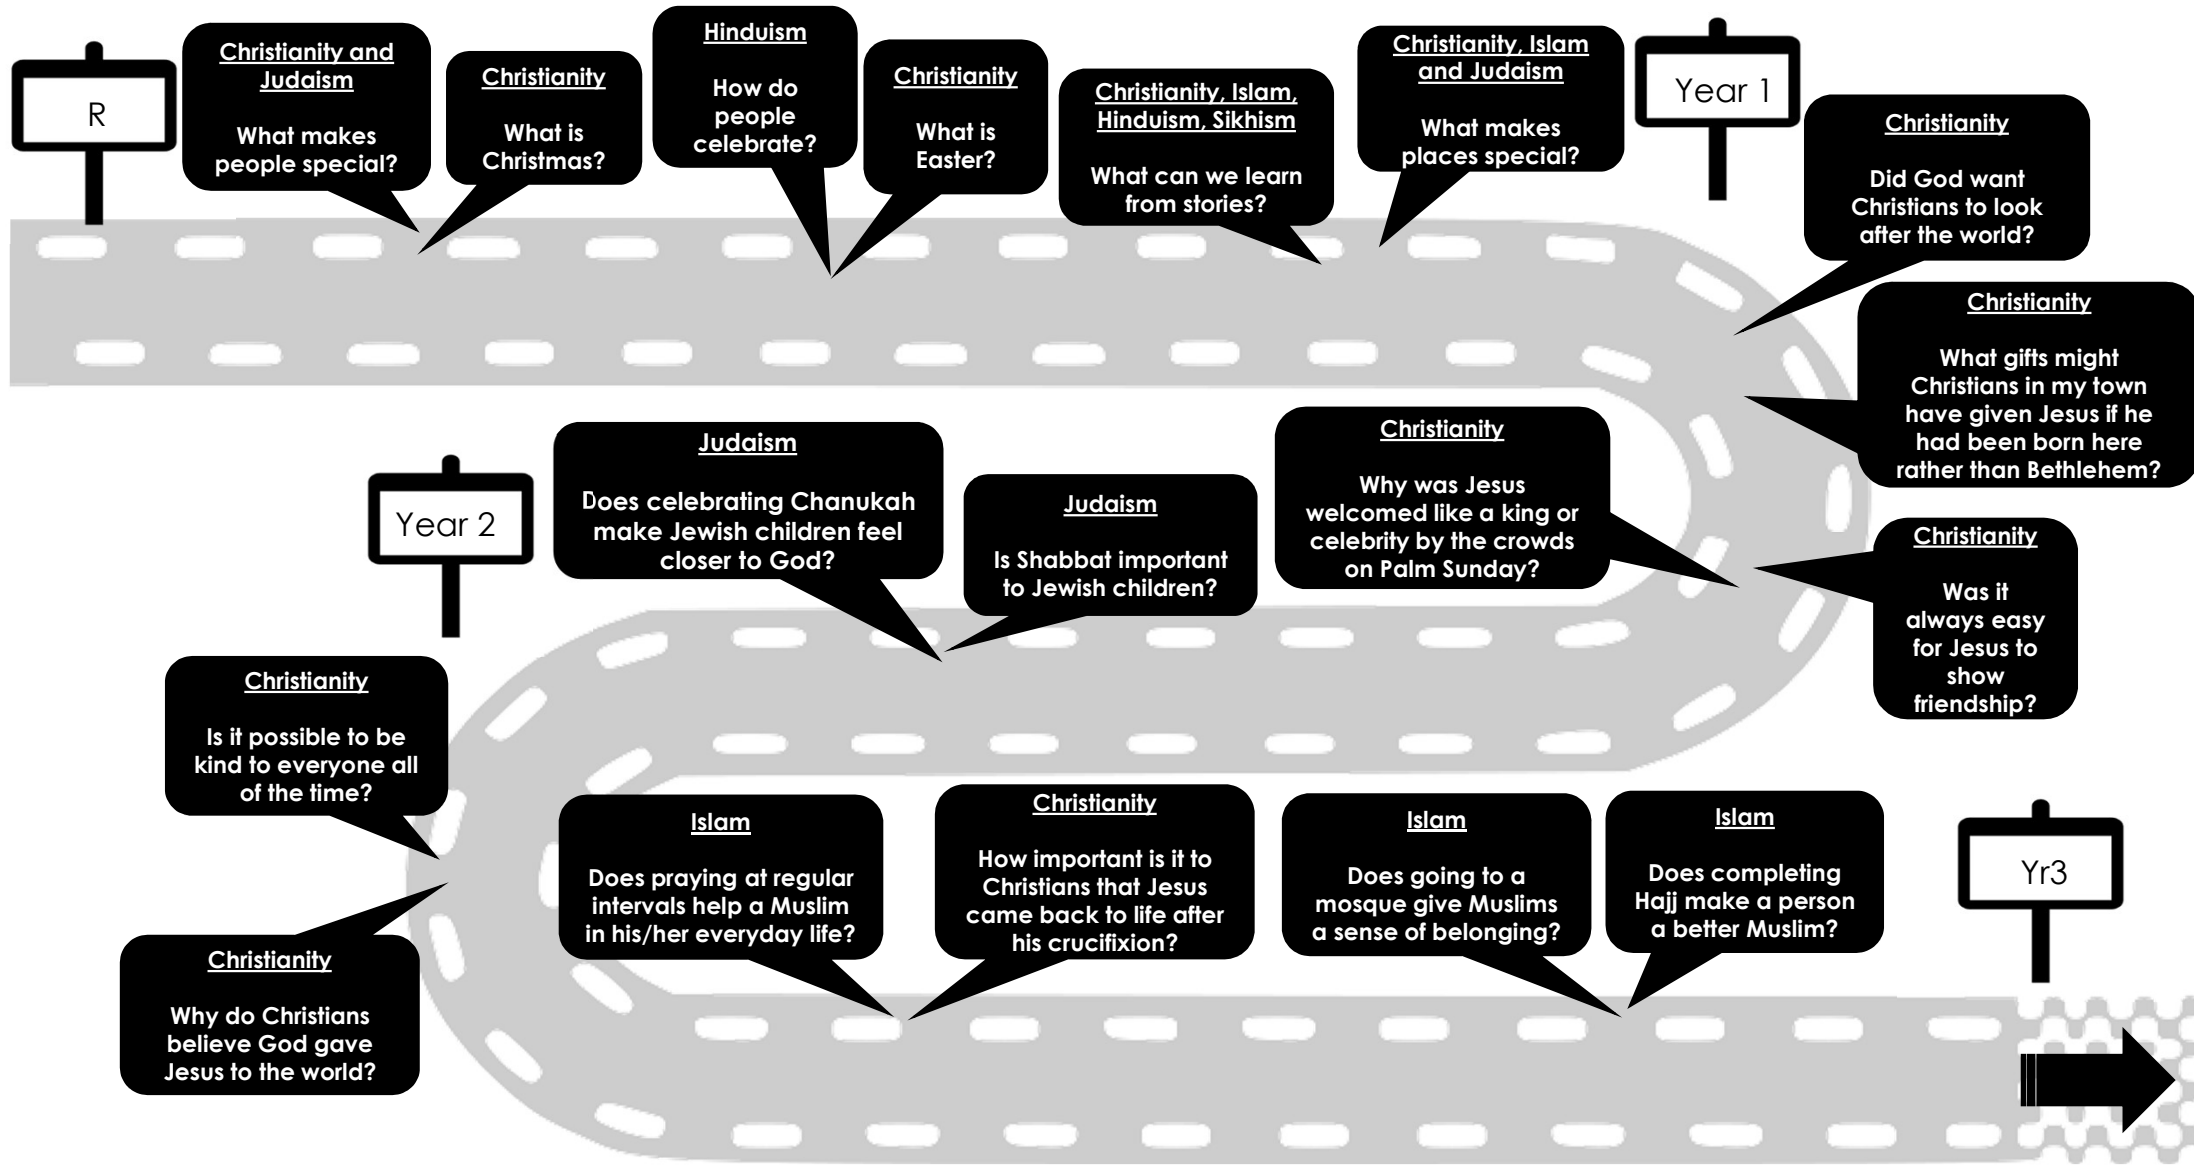 R
Christianity and
Judaism
What makes
people special?
Christianity
What is
Christmas?
Hinduism
How do
people
celebrate?
Christianity
What is
Easter?
Christianity, Islam,
Hinduism, Sikhism
What can we learn
from stories?
Christianity, Islam
and Judaism
What makes
places special?
Year 1
Christianity
Did God want
Christians to look
after the world?
Christianity
What gifts might
Christians in my town
have given Jesus if he
had been born here
rather than Bethlehem?
Christianity
Was it
always easy
for Jesus to
show
friendship?
Christianity
Why was Jesus
welcomed like a king or
celebrity by the crowds
on Palm Sunday?
Judaism
Is Shabbat important
to Jewish children?
Judaism
Does celebrating Chanukah
make Jewish children feel
closer to God?
Year 2
Christianity
Is it possible to be
kind to everyone all
of the time?
Christianity
Why do Christians
believe God gave
Jesus to the world?
Islam
Does praying at regular
intervals help a Muslim
in his/her everyday life?
Christianity
How important is it to
Christians that Jesus
came back to life after
his crucifixion?
Islam
Does going to a
mosque give Muslims
a sense of belonging?
Islam
Does completing
Hajj make a person
a better Muslim?
Yr3